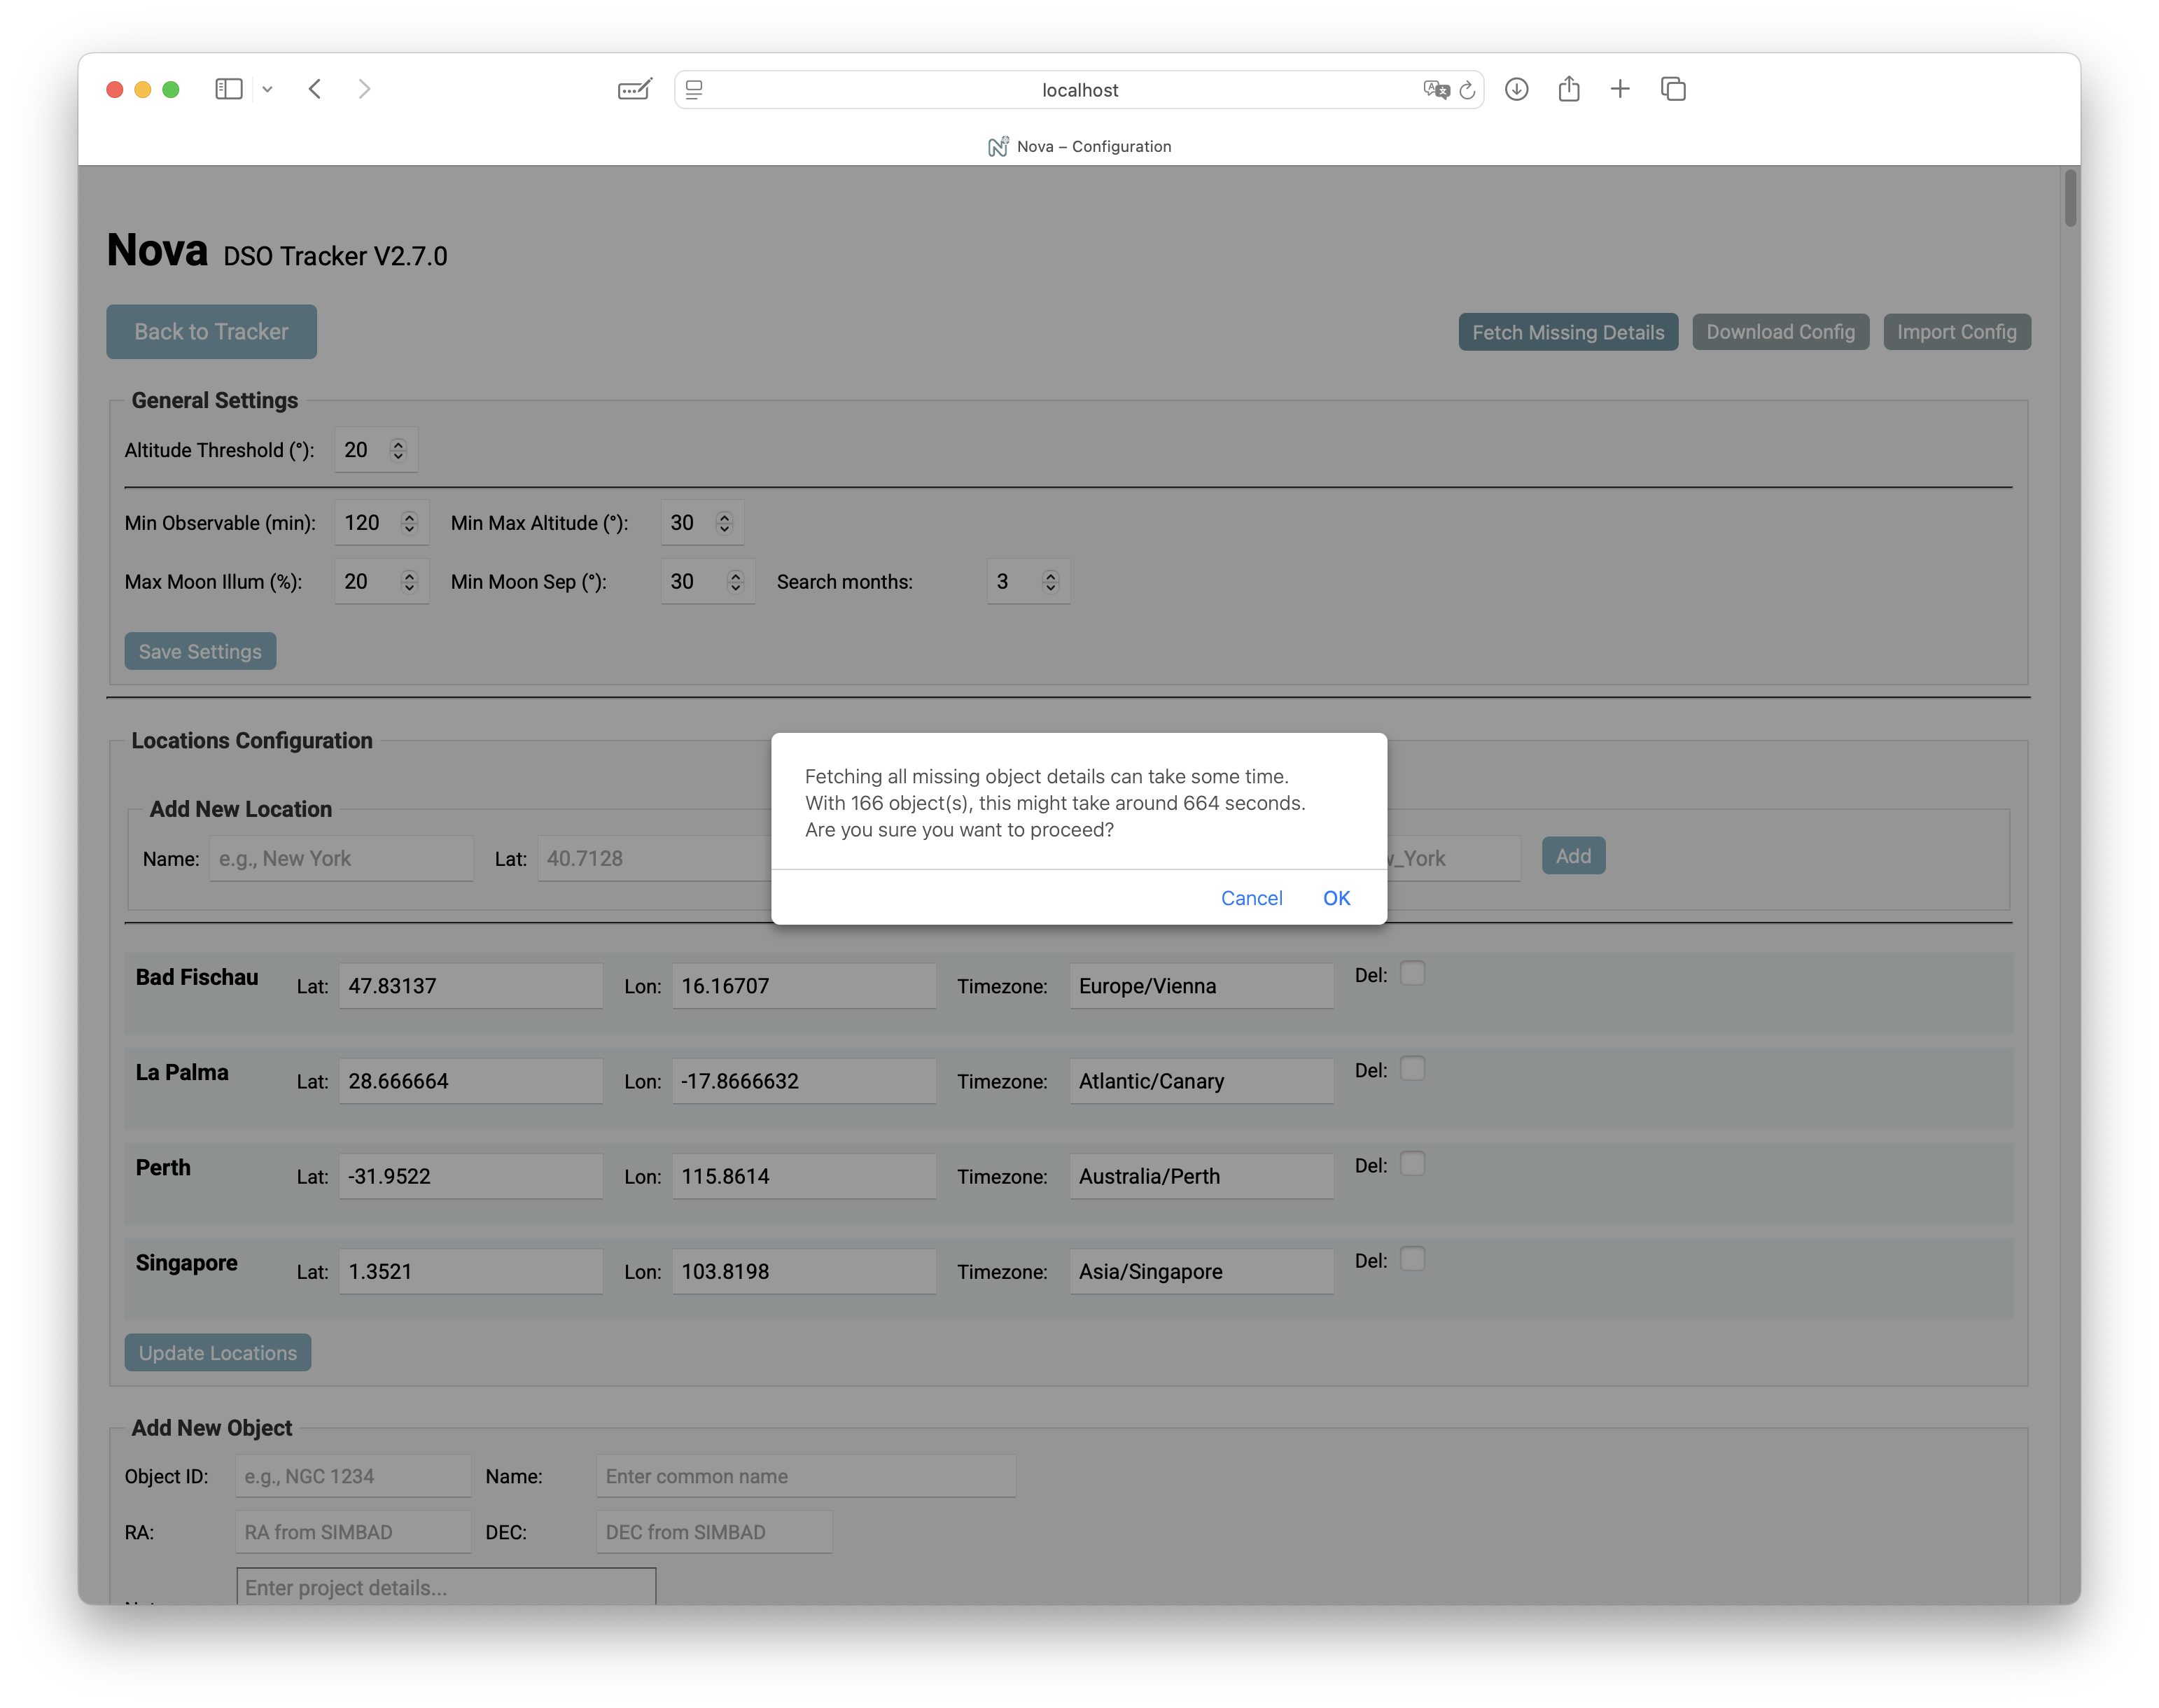 localhost
Nova – Configuration
Nova DSO Tracker V2.7.0
Back to Tracker
Fetch Missing Details Download Config Import Config
General Settings
Altitude Threshold (°): 20
Min Observable (min): 120 Min Max Altitude (°): 30
Max Moon Illum (%): 20 Min Moon Sep (°): 30 Search months: 3
Save Settings
Locations Configuration
Fetching all missing object details can take some time.
With 166 object(s), this might take around 664 seconds.
Are you sure you want to proceed?
Cancel OK
Add New Location
Name: e.g., New York Lat: 40.7128 _York Add
Bad Fischau Lat: 47.83137 Lon: 16.16707 Timezone: Europe/Vienna Del:
La Palma Lat: 28.666664 Lon: -17.8666632 Timezone: Atlantic/Canary Del:
Perth Lat: -31.9522 Lon: 115.8614 Timezone: Australia/Perth Del:
Singapore Lat: 1.3521 Lon: 103.8198 Timezone: Asia/Singapore Del:
Update Locations
Add New Object
Object ID: e.g., NGC 1234 Name: Enter common name
RA: RA from SIMBAD DEC: DEC from SIMBAD
Enter project details...